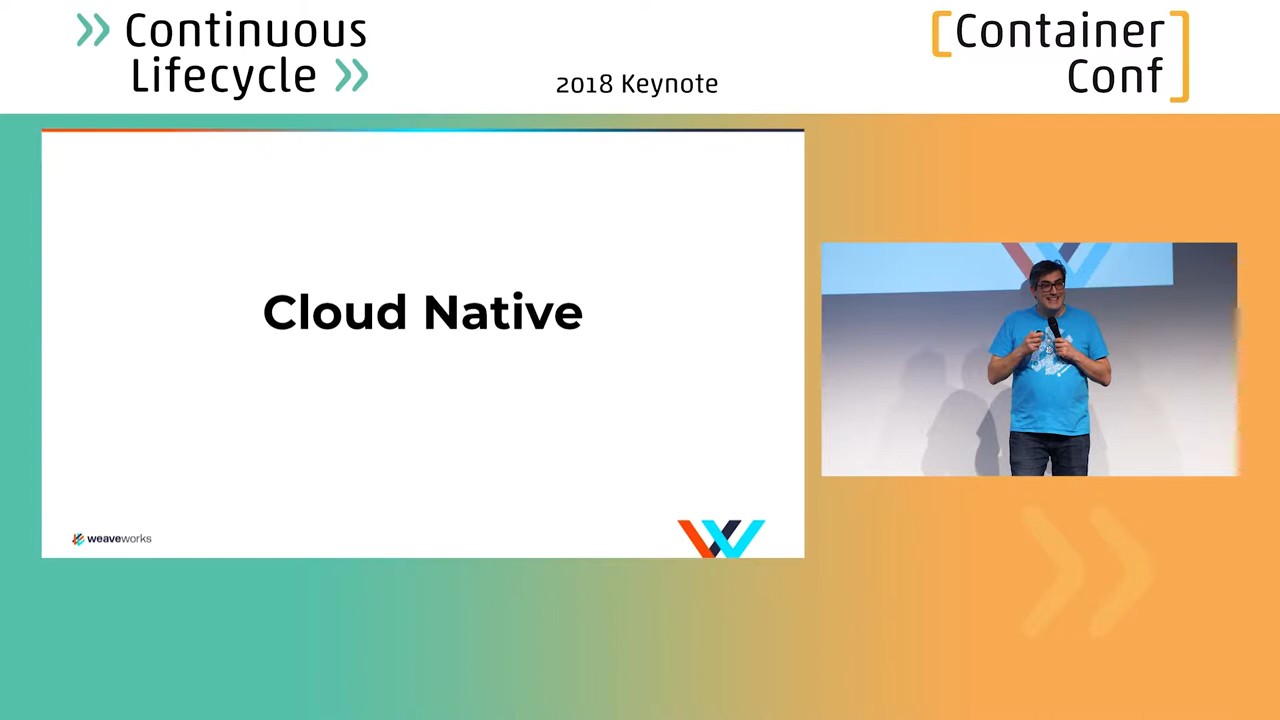 Continuous
Lifecycle
2018 Keynote
Container
Conf
Cloud Native
weaveworks